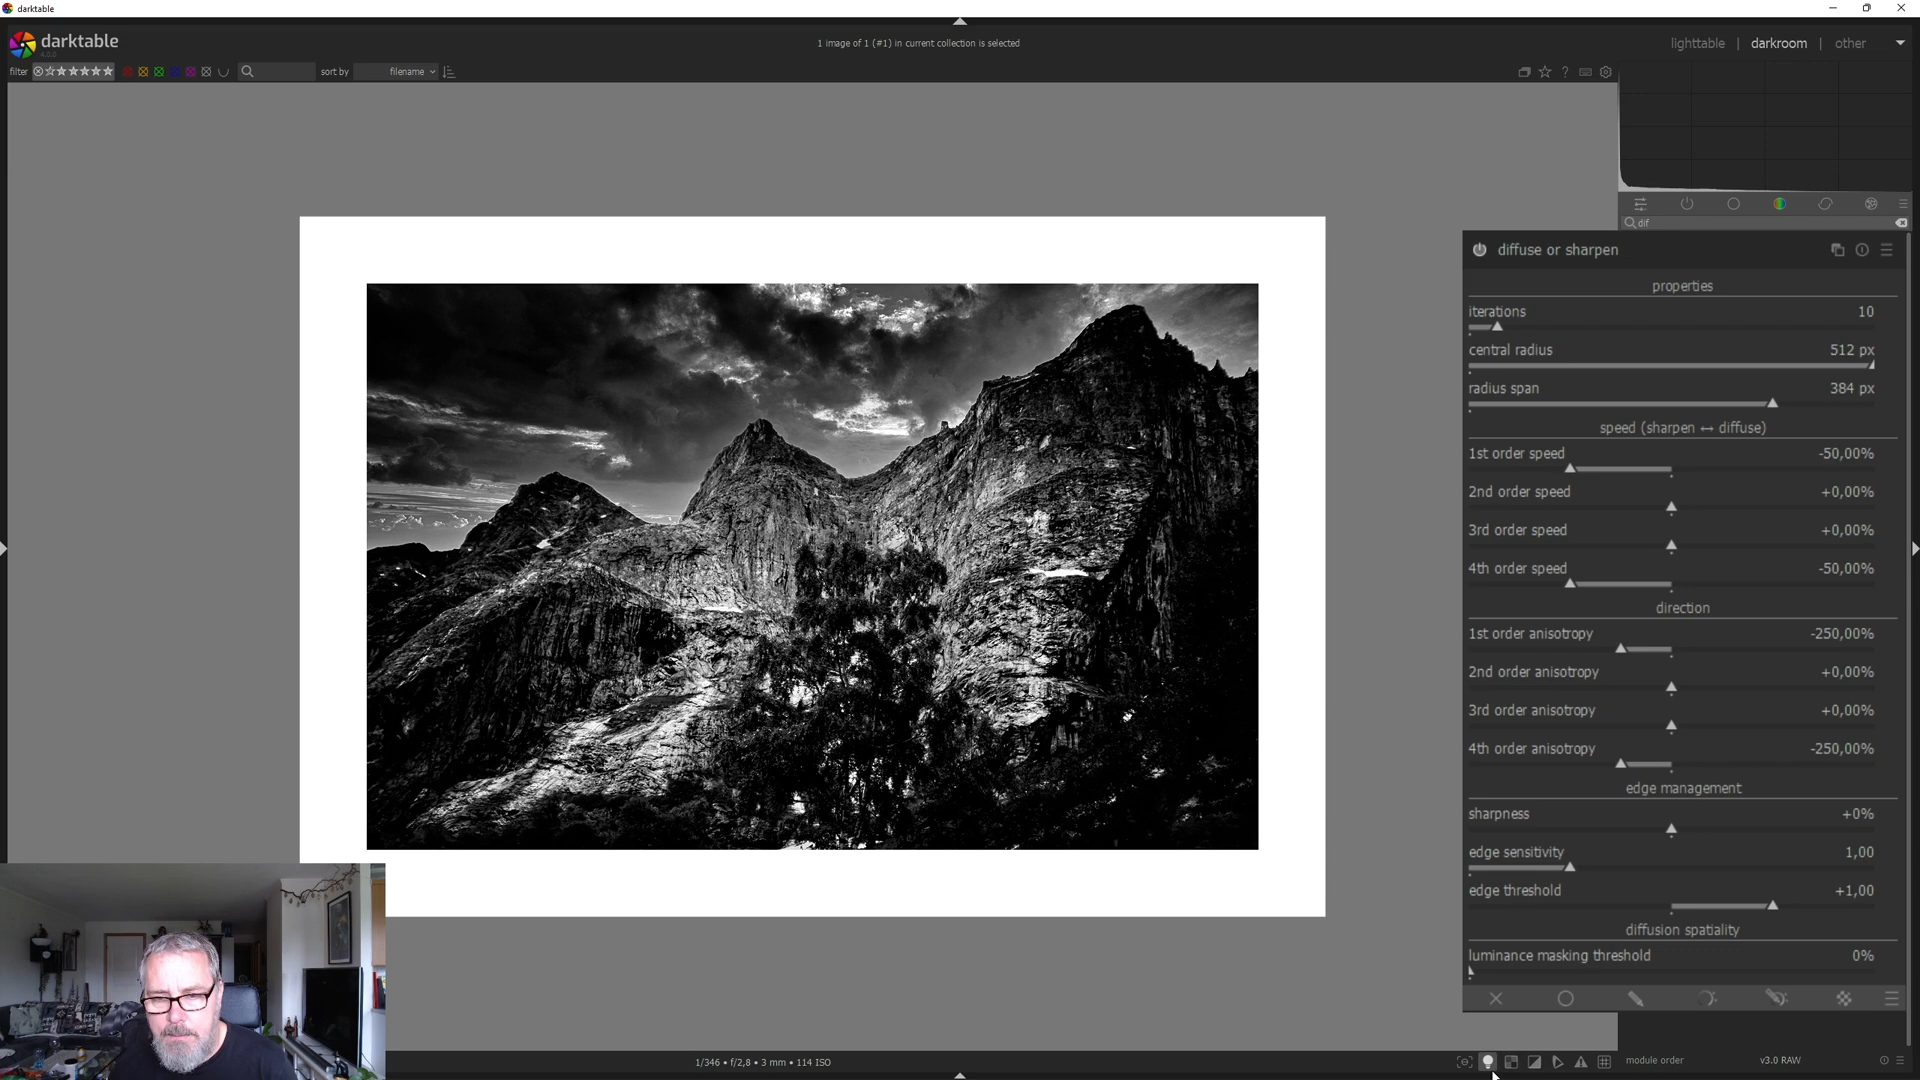 darktable
darktable
4.0.0
1 image of 1 (#1) in current collection is selected
lighttable | darkroom | other
filter
sort by filename
dif
diffuse or sharpen
properties
iterations 10
central radius 512 px
radius span 384 px
speed (sharpen ↔ diffuse)
1st order speed -50,00%
2nd order speed +0,00%
3rd order speed +0,00%
4th order speed -50,00%
direction
1st order anisotropy -250,00%
2nd order anisotropy +0,00%
3rd order anisotropy +0,00%
4th order anisotropy -250,00%
edge management
sharpness +0%
edge sensitivity 1,00
edge threshold +1,00
diffusion spatiality
luminance masking threshold 0%
1/346 • f/2,8 • 3 mm • 114 ISO
module order v3.0 RAW